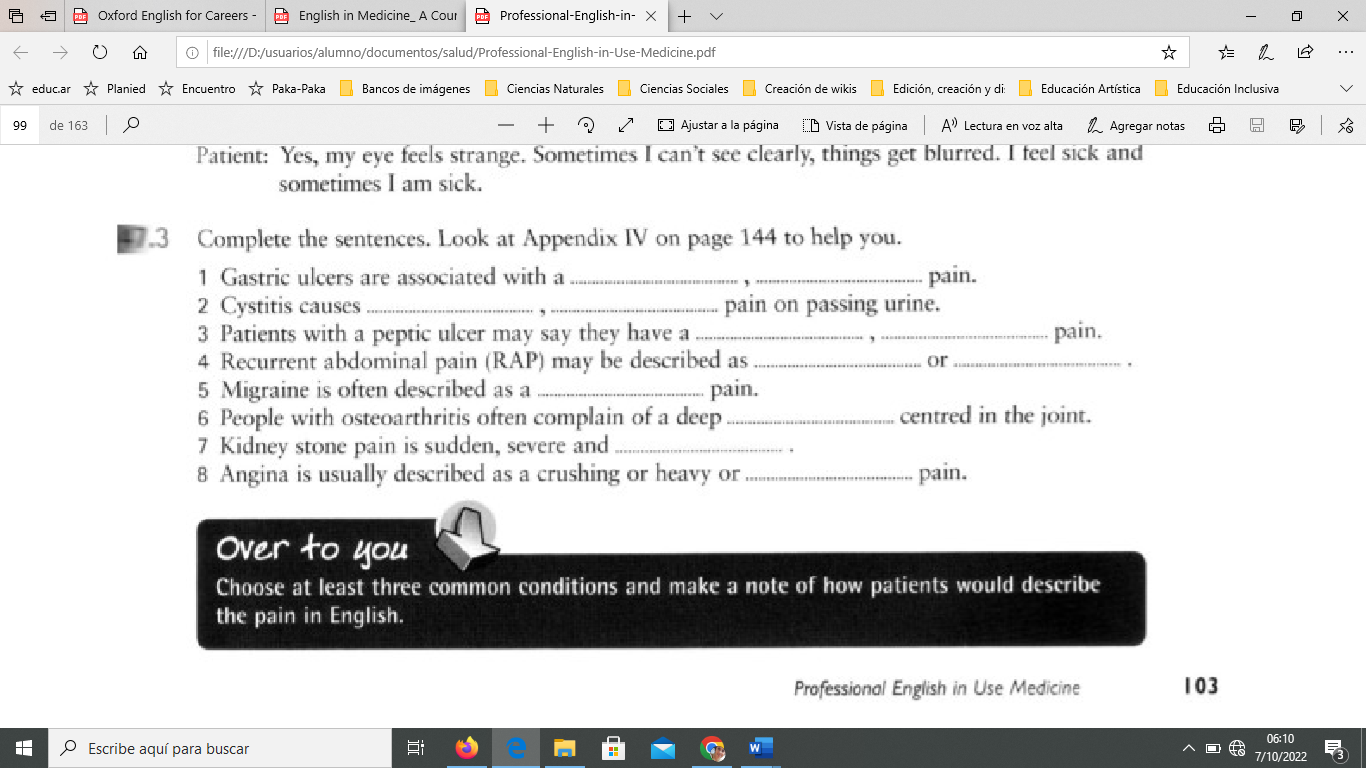 Oxford English for Careers -
English in Medicine_ A Cour
Professional-English-in-
file:///D:/usuarios/alumno/documentos/salud/Professional-English-in-Use-Medicine.pdf
educ.ar Planied Encuentro Paka-Paka Bancos de imágenes Ciencias Naturales Ciencias Sociales Creación de wikis Edición, creación y di: Educación Artística Educación Inclusiva
99 de 163 Ajustar a la página Vista de página Lectura en voz alta Agregar notas
Patient: Yes, my eye feels strange. Sometimes I can't see clearly, things get blurred. I feel sick and
sometimes I am sick.
7.3 Complete the sentences. Look at Appendix IV on page 144 to help you.
1 Gastric ulcers are associated with a ........................ , ........................ pain.
2 Cystitis causes ........................ , ........................ pain on passing urine.
3 Patients with a peptic ulcer may say they have a ........................ , ........................ pain.
4 Recurrent abdominal pain (RAP) may be described as ........................ or ........................ .
5 Migraine is often described as a ........................ pain.
6 People with osteoarthritis often complain of a deep ........................ centred in the joint.
7 Kidney stone pain is sudden, severe and ........................ .
8 Angina is usually described as a crushing or heavy or ........................ pain.
Over to you
Choose at least three common conditions and make a note of how patients would describe
the pain in English.
Professional English in Use Medicine 103
Escribe aquí para buscar
06:10
7/10/2022
3